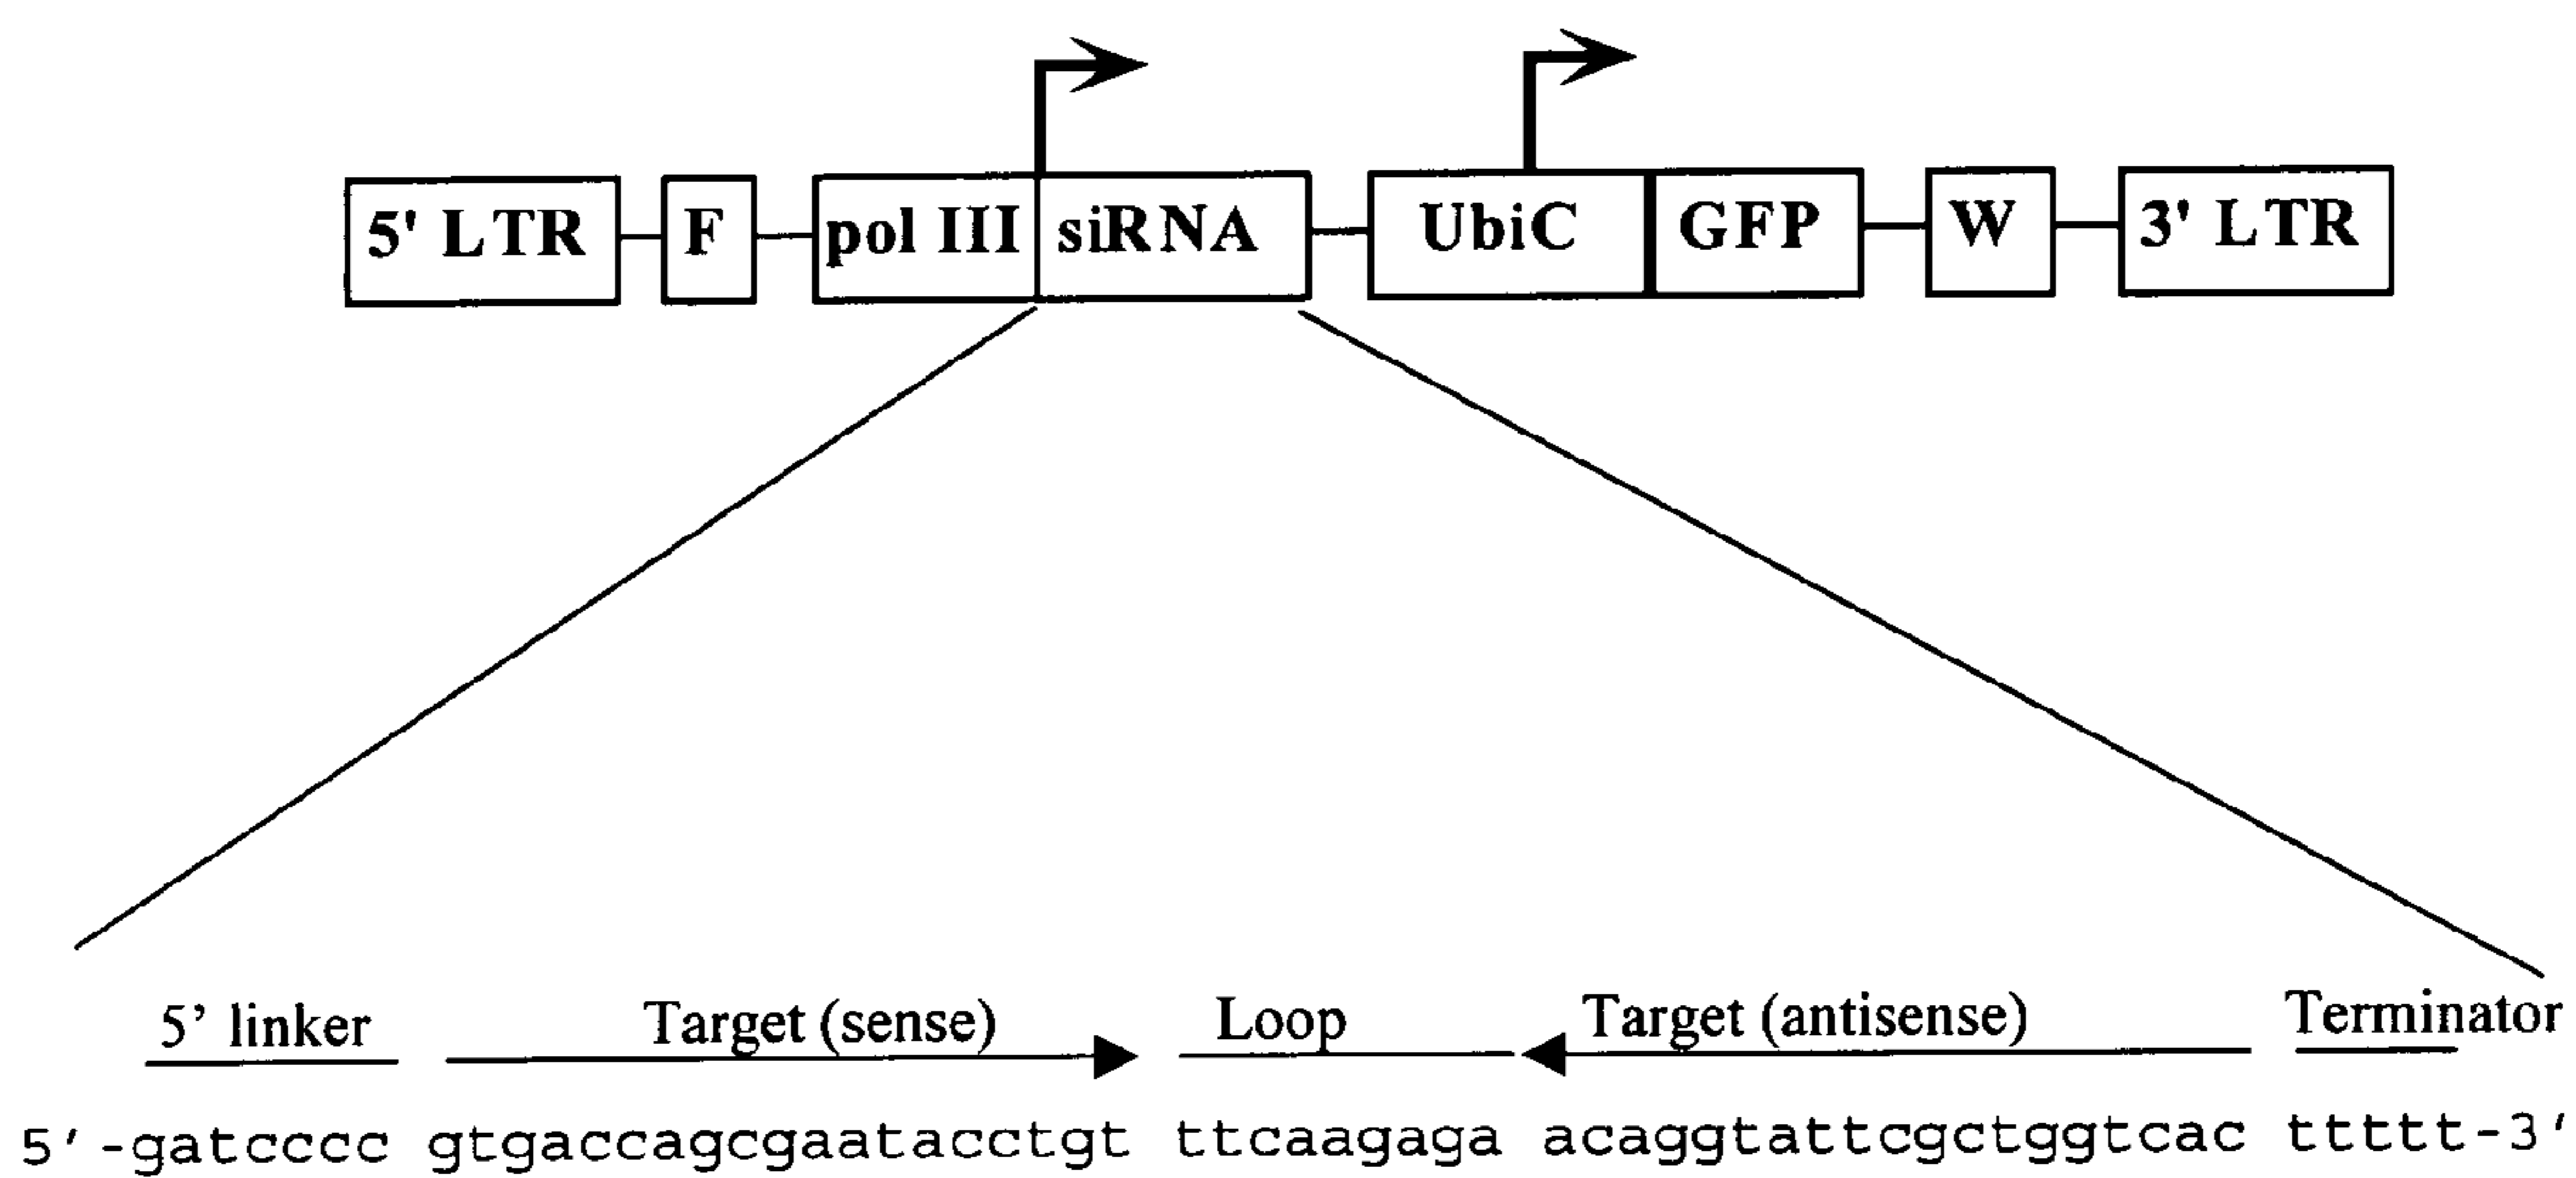 5' LTR F pol III siRNA UbiC GFP W 3' LTR
5’ linker Target (sense) Loop Target (antisense) Terminator
5′-gatcccc gtgaccagcgaatacctgt ttcaagaga acaggtattcgctggtcac ttttt-3′